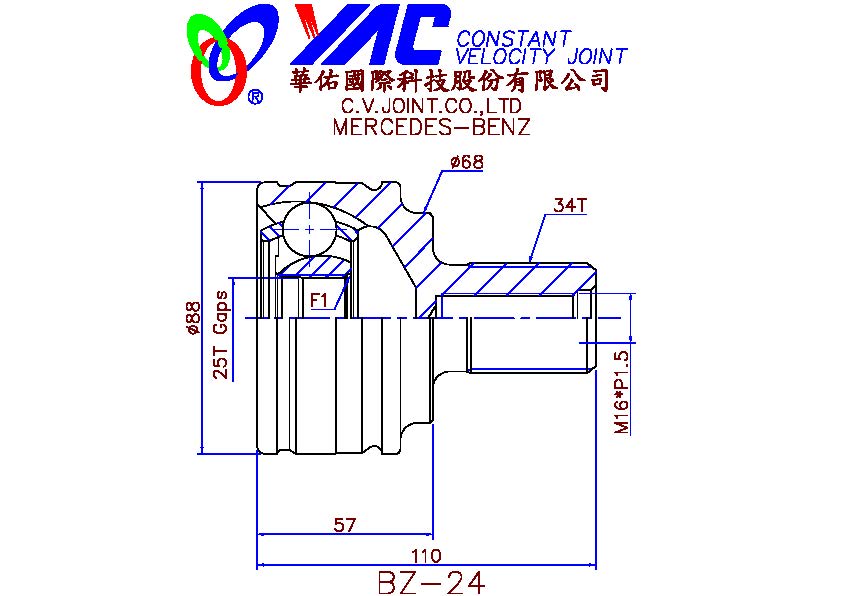 YAC CONSTANT
VELOCITY JOINT
®
華佑國際科技股份有限公司
C.V.JOINT.CO.,LTD
MERCEDES-BENZ
ø68
34T
F1
ø88
25T Gaps
M16*P1.5
57
110
BZ-24